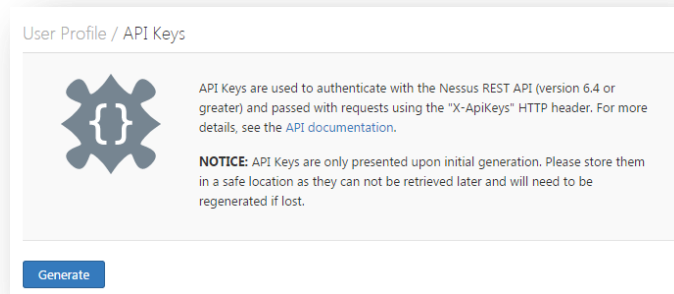 User Profile / API Keys
{}
API Keys are used to authenticate with the Nessus REST API (version 6.4 or
greater) and passed with requests using the "X-ApiKeys" HTTP header. For more
details, see the API documentation.
NOTICE: API Keys are only presented upon initial generation. Please store them
in a safe location as they can not be retrieved later and will need to be
regenerated if lost.
Generate